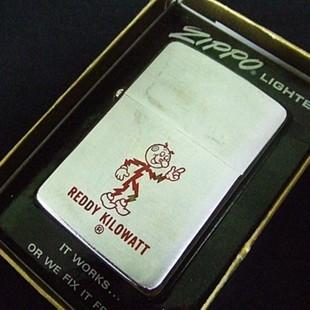 ZIPPO® LIGHTE
REDDY KILOWATT
®
IT WORKS...
OR WE FIX IT F